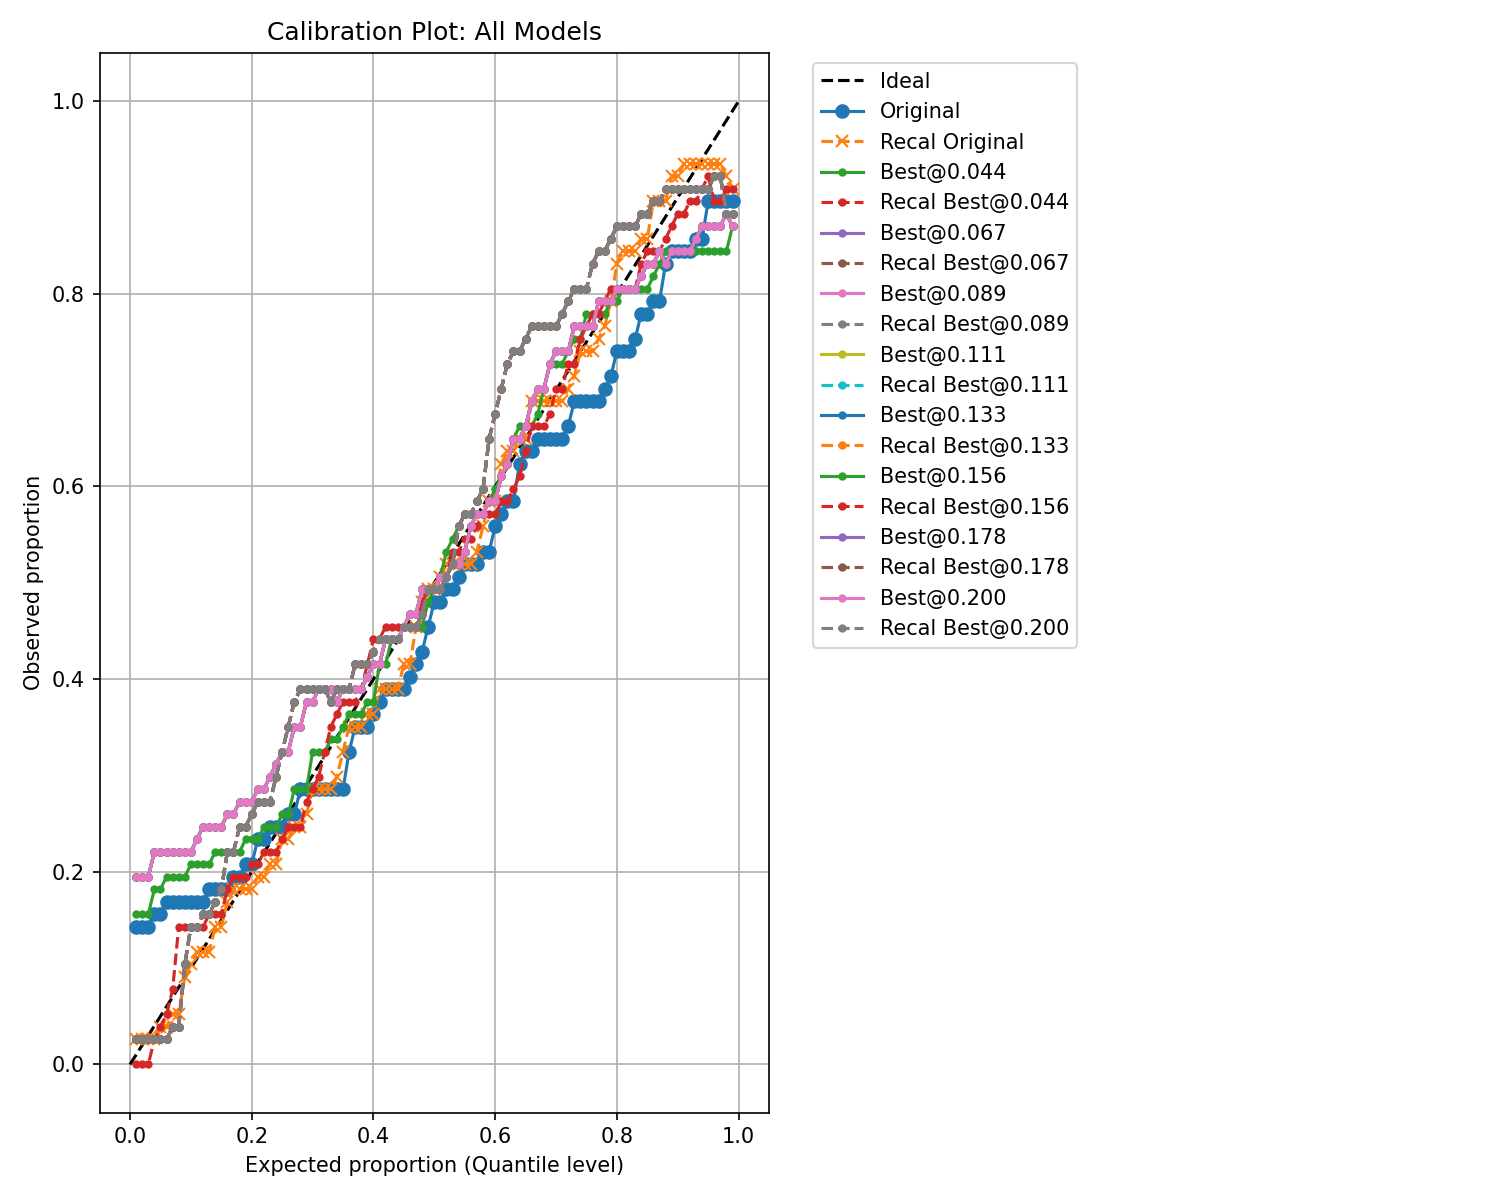 Calibration Plot: All Models
1.0
0.8
0.6
0.4
0.2
0.0
Observed proportion
0.0 0.2 0.4 0.6 0.8 1.0
Expected proportion (Quantile level)
Ideal
Original
Recal Original
Best@0.044
Recal Best@0.044
Best@0.067
Recal Best@0.067
Best@0.089
Recal Best@0.089
Best@0.111
Recal Best@0.111
Best@0.133
Recal Best@0.133
Best@0.156
Recal Best@0.156
Best@0.178
Recal Best@0.178
Best@0.200
Recal Best@0.200